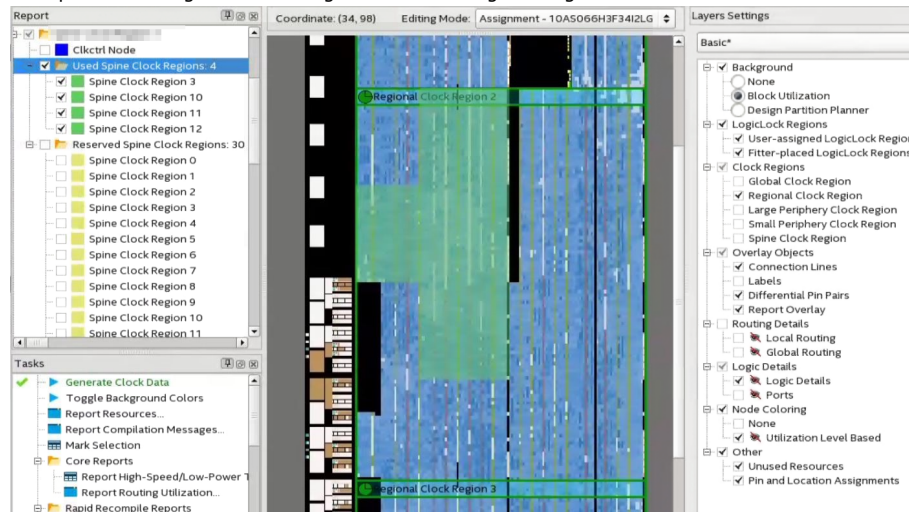 Report
Coordinate: (34, 98)
Editing Mode:
Assignment - 10AS066H3F34I2LG
Layers Settings
Basic*
Clkctrl Node
Used Spine Clock Regions: 4
Spine Clock Region 3
Spine Clock Region 10
Spine Clock Region 11
Spine Clock Region 12
Reserved Spine Clock Regions: 30
Spine Clock Region 0
Spine Clock Region 1
Spine Clock Region 2
Spine Clock Region 3
Spine Clock Region 4
Spine Clock Region 5
Spine Clock Region 6
Spine Clock Region 7
Spine Clock Region 8
Spine Clock Region 9
Spine Clock Region 10
Spine Clock Region 11
Tasks
Generate Clock Data
Toggle Background Colors
Report Resources...
Report Compilation Messages...
Mark Selection
Core Reports
Report High-Speed/Low-Power T
Report Routing Utilization...
Rapid Recompile Reports
Regional Clock Region 2
Regional Clock Region 3
Background
None
Block Utilization
Design Partition Planner
LogicLock Regions
User-assigned LogicLock Region
Fitter-placed LogicLock Regions
Clock Regions
Global Clock Region
Regional Clock Region
Large Periphery Clock Region
Small Periphery Clock Region
Spine Clock Region
Overlay Objects
Connection Lines
Labels
Differential Pin Pairs
Report Overlay
Routing Details
Local Routing
Global Routing
Logic Details
Logic Details
Ports
Node Coloring
None
Utilization Level Based
Other
Unused Resources
Pin and Location Assignments